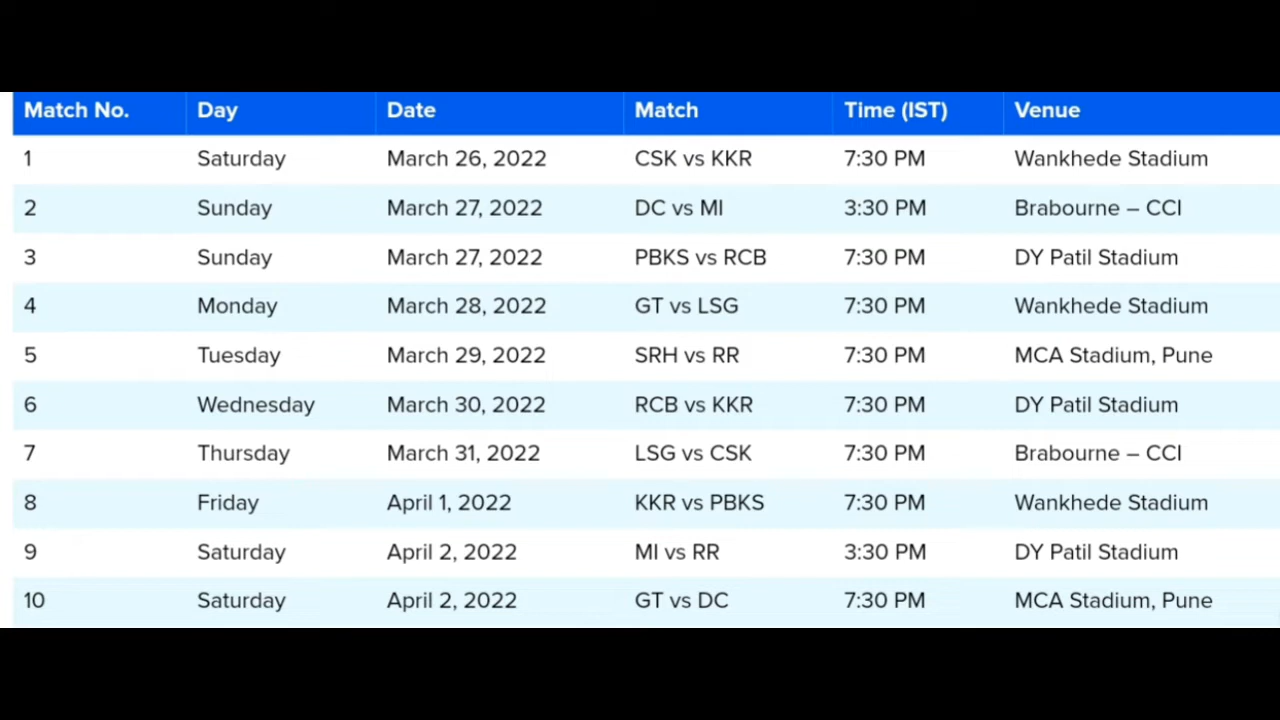 Match No. Day Date Match Time (IST) Venue
1 Saturday March 26, 2022 CSK vs KKR 7:30 PM Wankhede Stadium
2 Sunday March 27, 2022 DC vs MI 3:30 PM Brabourne – CCI
3 Sunday March 27, 2022 PBKS vs RCB 7:30 PM DY Patil Stadium
4 Monday March 28, 2022 GT vs LSG 7:30 PM Wankhede Stadium
5 Tuesday March 29, 2022 SRH vs RR 7:30 PM MCA Stadium, Pune
6 Wednesday March 30, 2022 RCB vs KKR 7:30 PM DY Patil Stadium
7 Thursday March 31, 2022 LSG vs CSK 7:30 PM Brabourne – CCI
8 Friday April 1, 2022 KKR vs PBKS 7:30 PM Wankhede Stadium
9 Saturday April 2, 2022 MI vs RR 3:30 PM DY Patil Stadium
10 Saturday April 2, 2022 GT vs DC 7:30 PM MCA Stadium, Pune